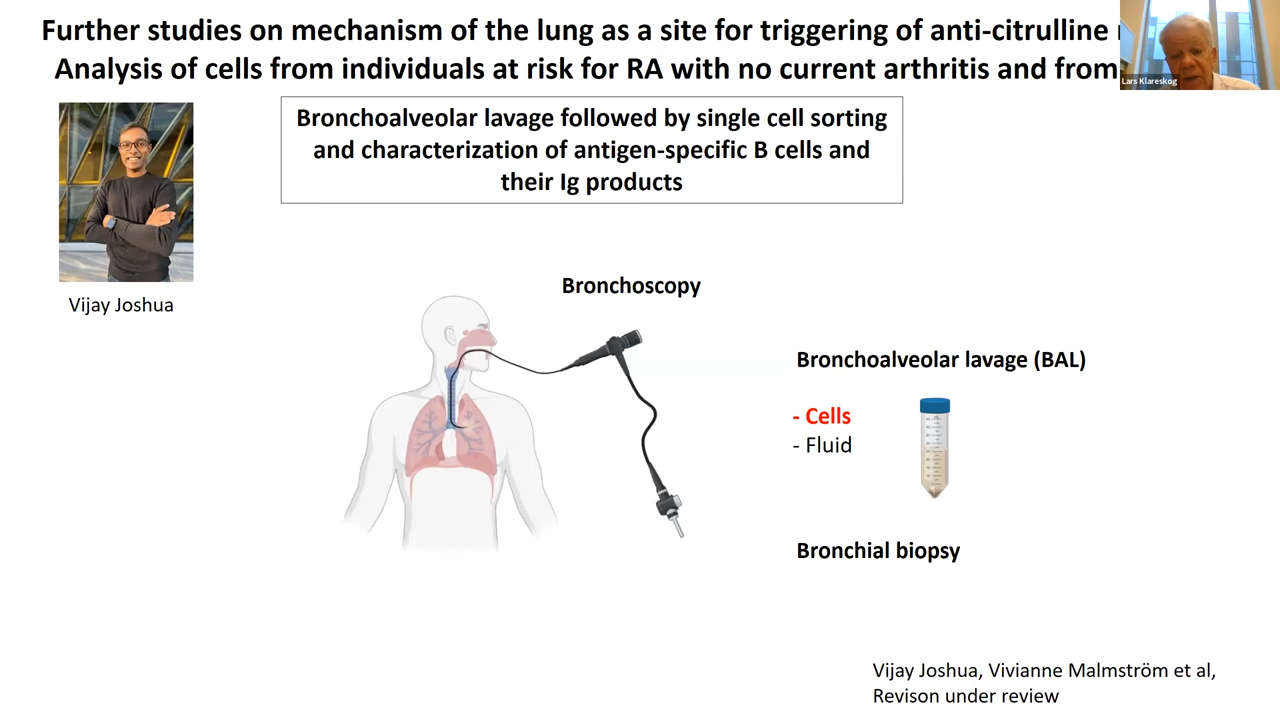 Further studies on mechanism of the lung as a site for triggering of anti-citrulline
Analysis of cells from individuals at risk for RA with no current arthritis and from
Lars Klareskog
Bronchoalveolar lavage followed by single cell sorting
and characterization of antigen-specific B cells and
their Ig products
Vijay Joshua
Bronchoscopy
Bronchoalveolar lavage (BAL)
- Cells
- Fluid
Bronchial biopsy
Vijay Joshua, Vivianne Malmström et al,
Revison under review